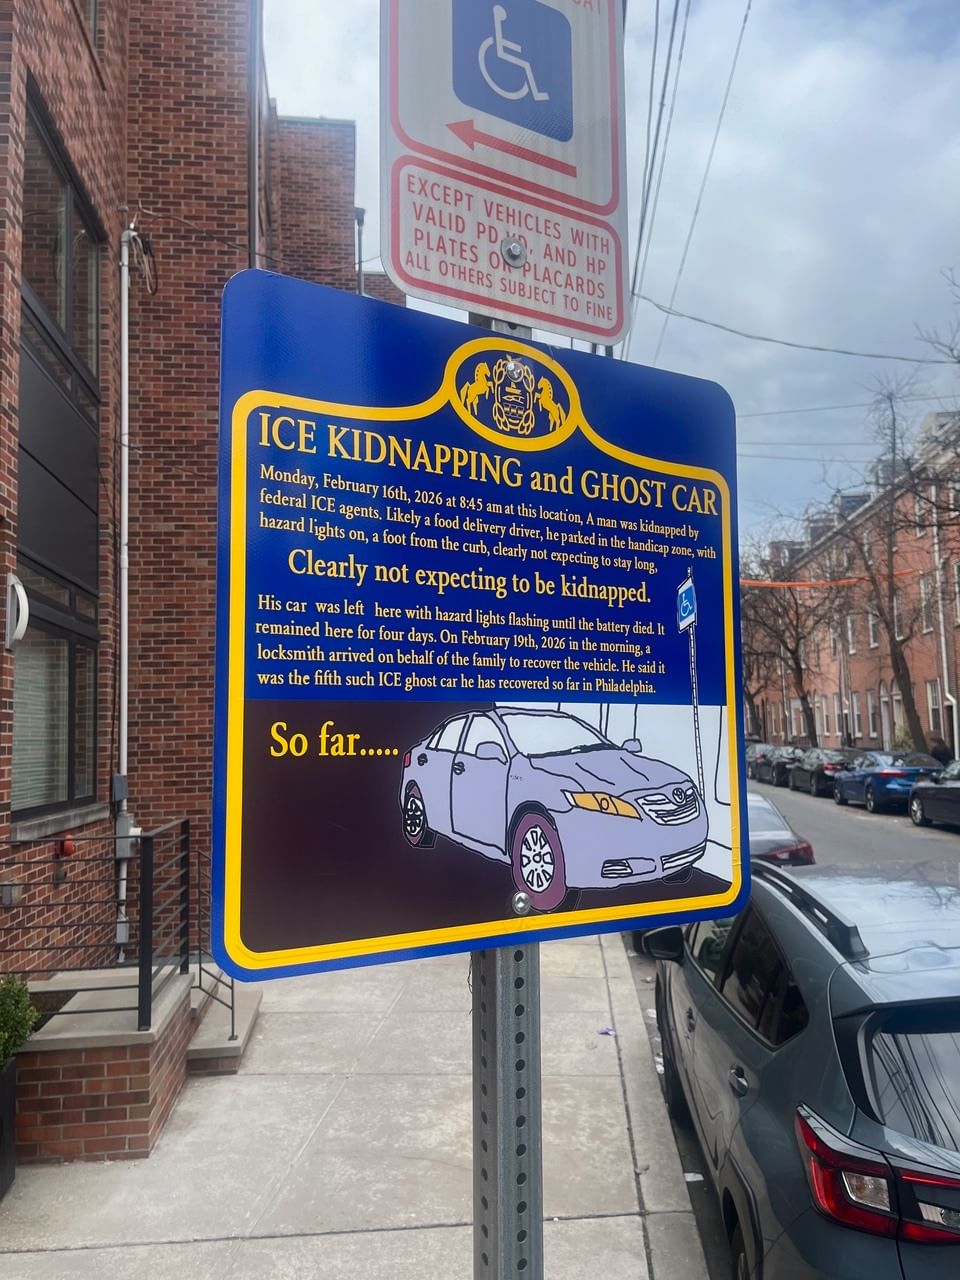 EXCEPT VEHICLES WITH
VALID PD, VD, AND HP
PLATES OR PLACARDS
ALL OTHERS SUBJECT TO FINE
ICE KIDNAPPING and GHOST CAR
Monday, February 16th, 2026 at 8:45 am at this location, A man was kidnapped by
federal ICE agents. Likely a food delivery driver, he parked in the handicap zone, with
hazard lights on, a foot from the curb, clearly not expecting to stay long,
Clearly not expecting to be kidnapped.
His car was left here with hazard lights flashing until the battery died. It
remained here for four days. On February 19th, 2026 in the morning, a
locksmith arrived on behalf of the family to recover the vehicle. He said it
was the fifth such ICE ghost car he has recovered so far in Philadelphia.
So far.....